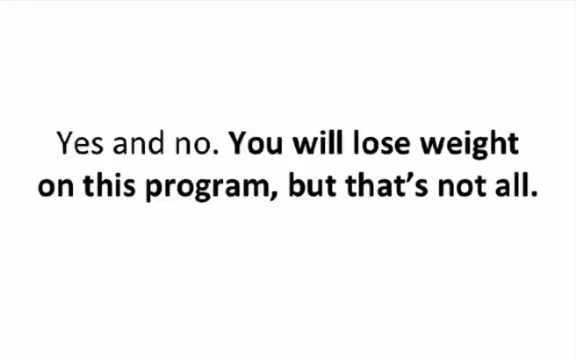 Yes and no. You will lose weight
on this program, but that’s not all.